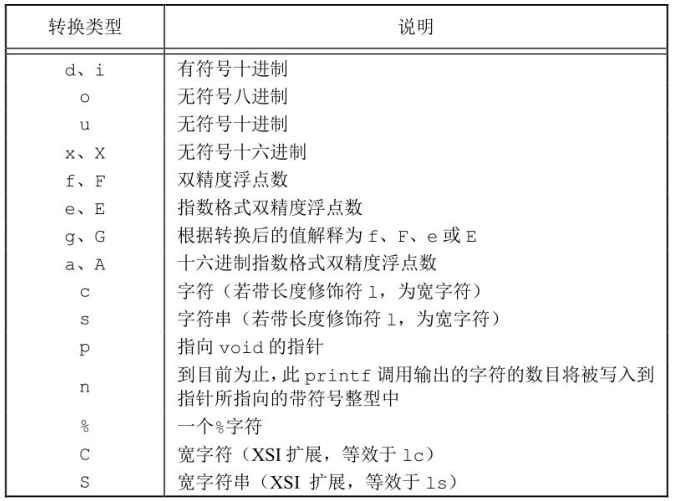 转换类型 说明
d、i 有符号十进制
o 无符号八进制
u 无符号十进制
x、X 无符号十六进制
f、F 双精度浮点数
e、E 指数格式双精度浮点数
g、G 根据转换后的值解释为 f、F、e 或 E
a、A 十六进制指数格式双精度浮点数
c 字符（若带长度修饰符 l，为宽字符）
s 字符串（若带长度修饰符 l，为宽字符）
p 指向 void 的指针
n 到目前为止，此 printf 调用输出的字符的数目将被写入到
指针所指向的带符号整型中
% 一个%字符
C 宽字符（XSI 扩展，等效于 lc）
S 宽字符串（XSI 扩展，等效于 ls）